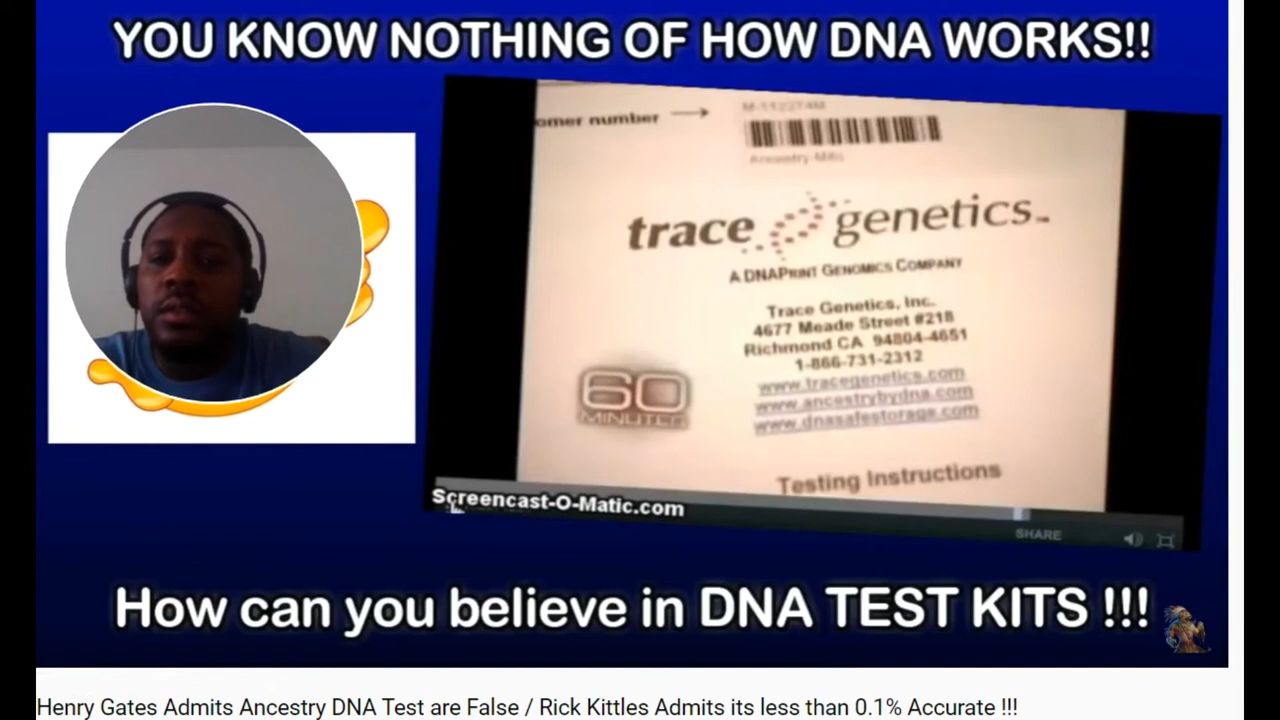 YOU KNOW NOTHING OF HOW DNA WORKS!!
omer number
Ancestry-Mito
trace genetics™
A DNAPRINT GENOMICS COMPANY
Trace Genetics, Inc.
4677 Meade Street #218
Richmond CA 94804-4651
1-866-731-2312
www.tracegenetics.com
www.ancestrybydna.com
www.dnasafestorage.com
60
MINUTES
Testing Instructions
Screencast-O-Matic.com
SHARE
How can you believe in DNA TEST KITS !!!
Henry Gates Admits Ancestry DNA Test are False / Rick Kittles Admits its less than 0.1% Accurate !!!